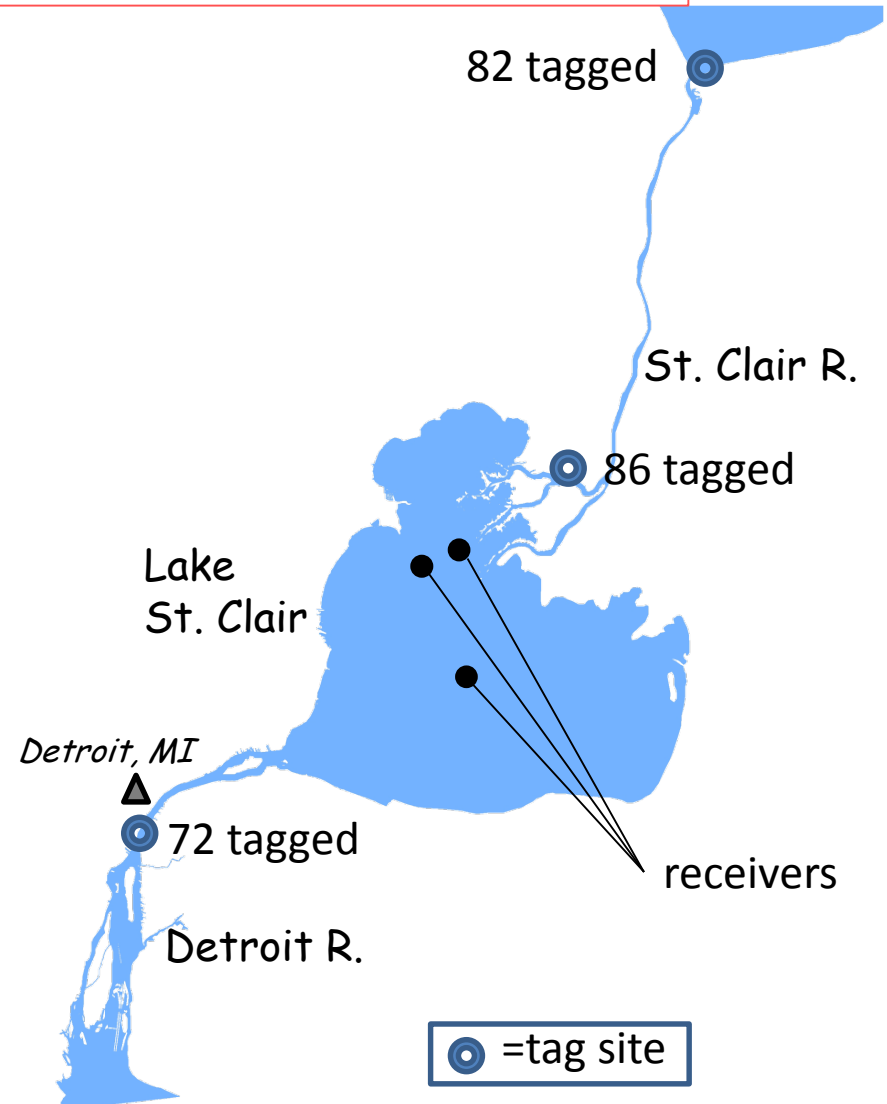 82 tagged
St. Clair R.
86 tagged
Lake
St. Clair
Detroit, MI
72 tagged
receivers
Detroit R.
=tag site